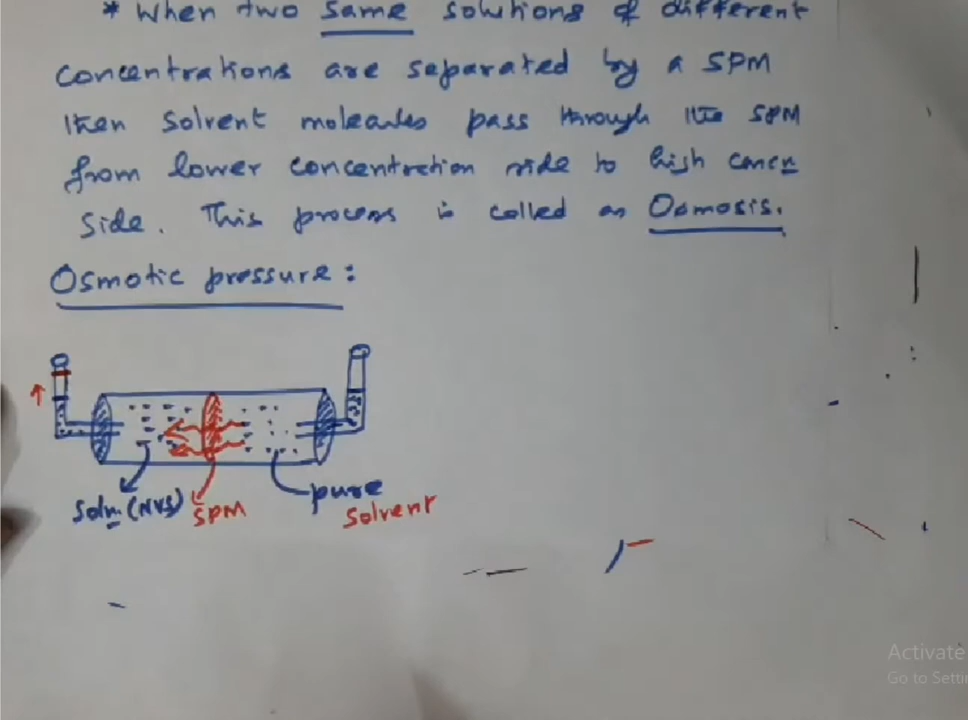 * When two same solutions of different
concentrations are separated by a SPM
then solvent molecules pass through the SPM
from lower concentration side to high concn
side. This process is called as Osmosis.
Osmotic pressure:
soln (NVS) SPM pure
solvent
Activate
Go to Setti